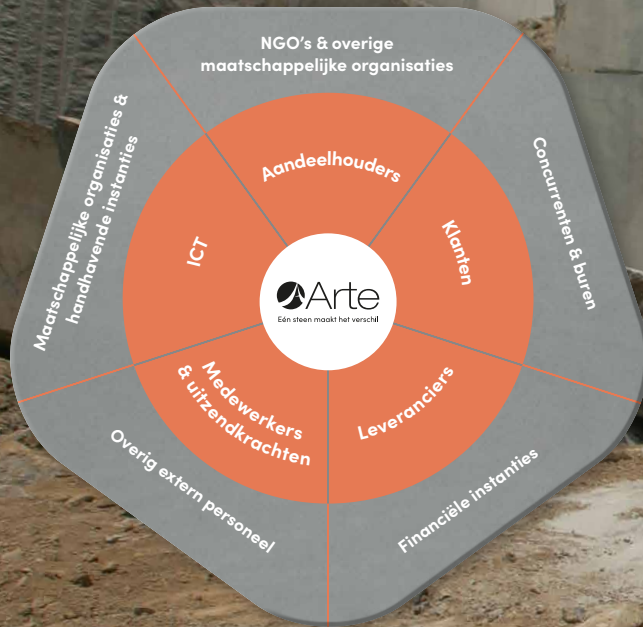 NGO's & overige
maatschappelijke organisaties
Maatschappelijke organisaties &
handhavende instanties
Concurrenten & buren
Aandeelhouders
ICT
Klanten
Arte
Eén steen maakt het verschil
Medewerkers
& uitzendkrachten
Leveranciers
Overig extern personeel
Financiële instanties